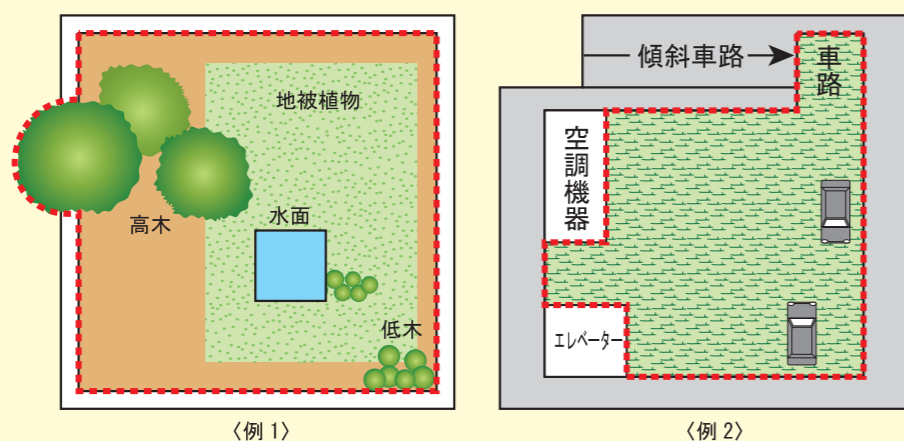 地被植物
高木
水面
低木
〈例 1〉
傾斜車路
車路
空調機器
エレベーター
〈例 2〉